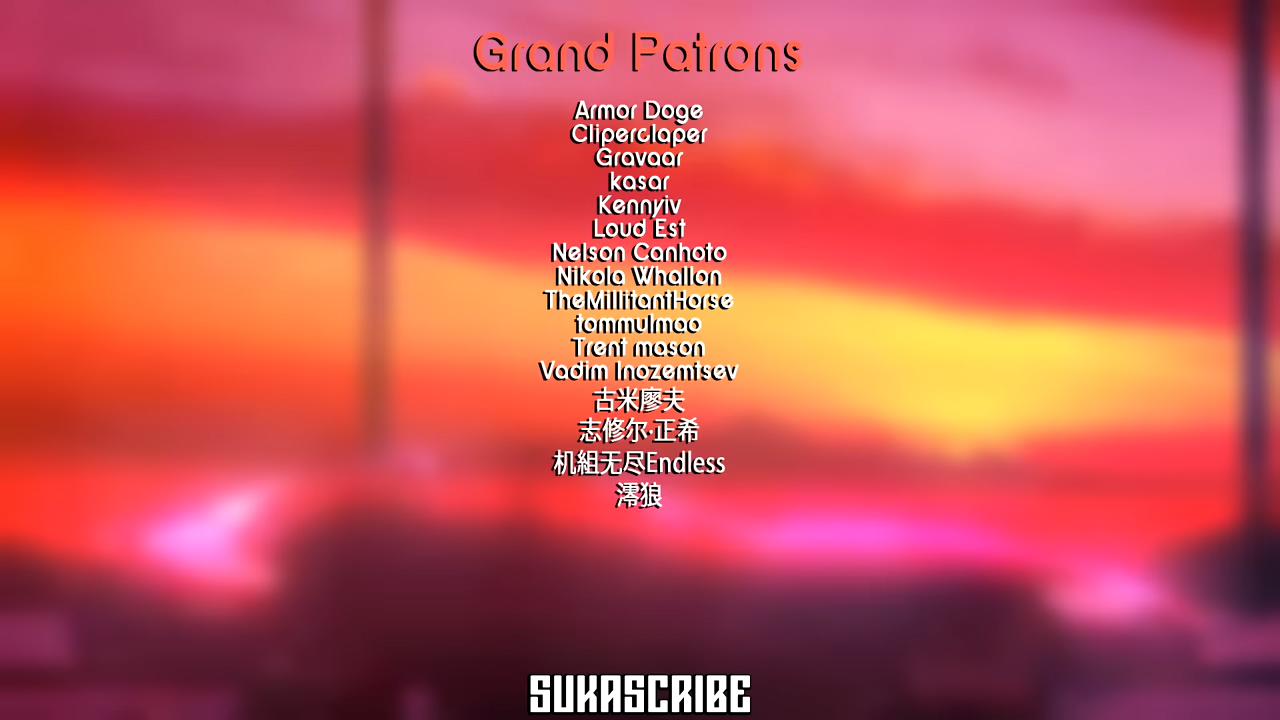 Grand Patrons
Armor Doge
Cliperclaper
Gravaar
kasar
Kennyiv
Loud Est
Nelson Canhoto
Nikola Whallon
TheMillitantHorse
tommulmao
Trent mason
Vadim Inozemtsev
古米廖夫
志修尔·正希
机組无尽Endless
澪狼
SUKASCRIBE